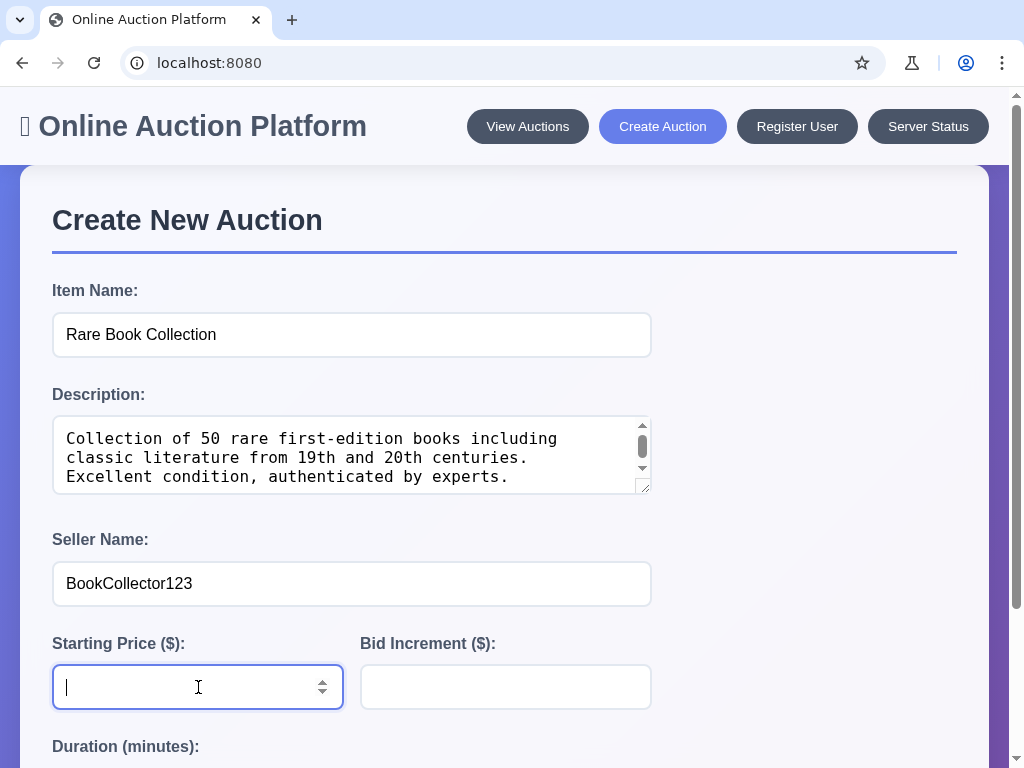 Online Auction Platform
localhost:8080
Online Auction Platform
View Auctions
Create Auction
Register User
Server Status
Create New Auction
Item Name:
Rare Book Collection
Description:
Collection of 50 rare first-edition books including
classic literature from 19th and 20th centuries.
Excellent condition, authenticated by experts.
Seller Name:
BookCollector123
Starting Price ($):
Bid Increment ($):
Duration (minutes):